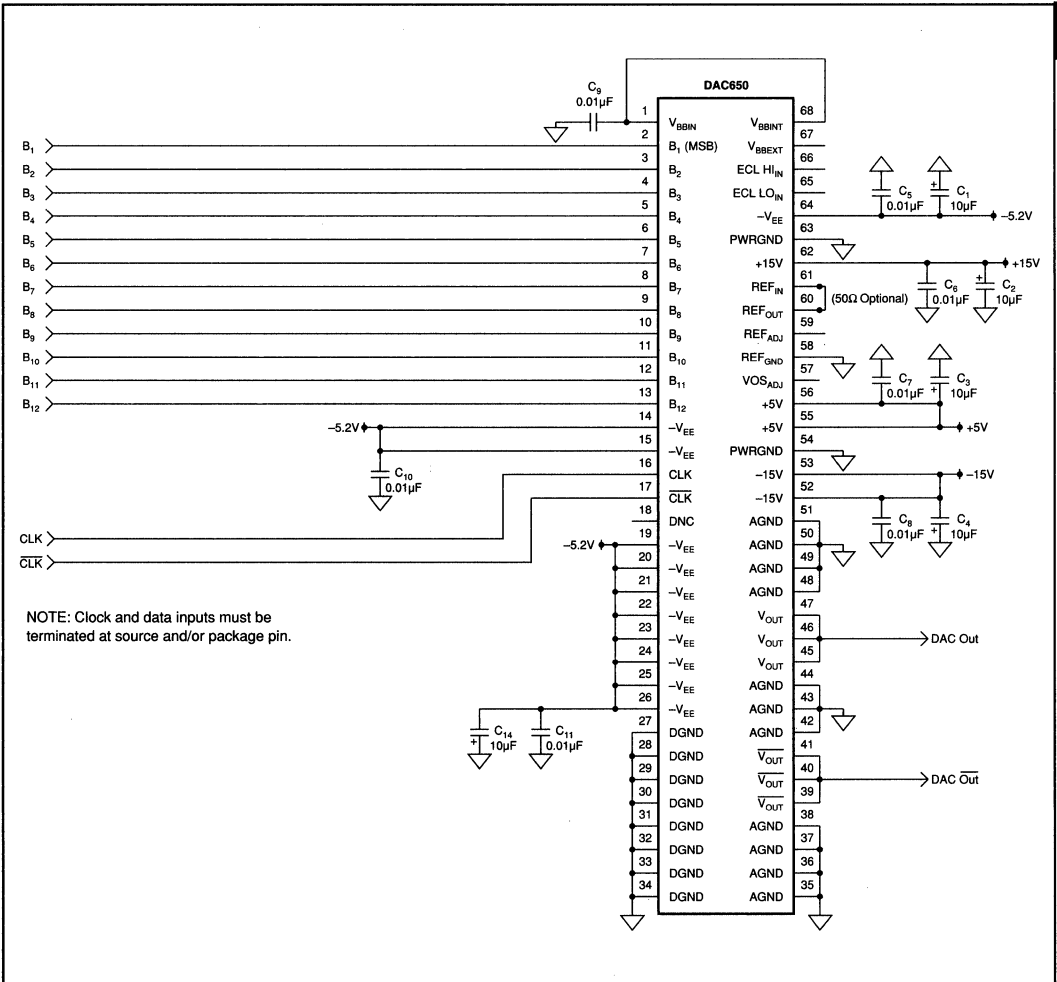 DAC650
C9
0.01µF
1 VBBIN VBBINT 68
B1 2 B1 (MSB) VBBEXT 67
B2 3 B2 ECL HIIN 66
B3 4 B3 ECL LOIN 65
B4 5 B4 –VEE 64
C5 0.01µF
+ C1 10µF
–5.2V
B5 6 B5 PWRGND 63
B6 7 B6 +15V 62
+15V
C6 0.01µF
+ C2 10µF
B7 8 B7 REFIN 61
(50Ω Optional)
B8 9 B8 REFOUT 60
B9 10 B9 REFADJ 59
B10 11 B10 REFGND 58
B11 12 B11 VOSADJ 57
C7 0.01µF
C3 + 10µF
B12 13 B12 +5V 56
–5.2V 14 –VEE +5V 55
+5V
15 –VEE PWRGND 54
C10 0.01µF
16 CLK –15V 53
–15V
17 C̅L̅K̅ –15V 52
C8 0.01µF
C4 + 10µF
18 DNC AGND 51
CLK
C̅L̅K̅
–5.2V 19 –VEE AGND 50
20 –VEE AGND 49
21 –VEE AGND 48
NOTE: Clock and data inputs must be
terminated at source and/or package pin.
22 –VEE VOUT 47
23 –VEE VOUT 46
DAC Out
24 –VEE VOUT 45
25 –VEE AGND 44
26 –VEE AGND 43
C14 + 10µF
C11 0.01µF
27 DGND AGND 42
28 DGND V̅O̅U̅T̅ 41
29 DGND V̅O̅U̅T̅ 40
DAC O̅u̅t̅
30 DGND V̅O̅U̅T̅ 39
31 DGND AGND 38
32 DGND AGND 37
33 DGND AGND 36
34 DGND AGND 35